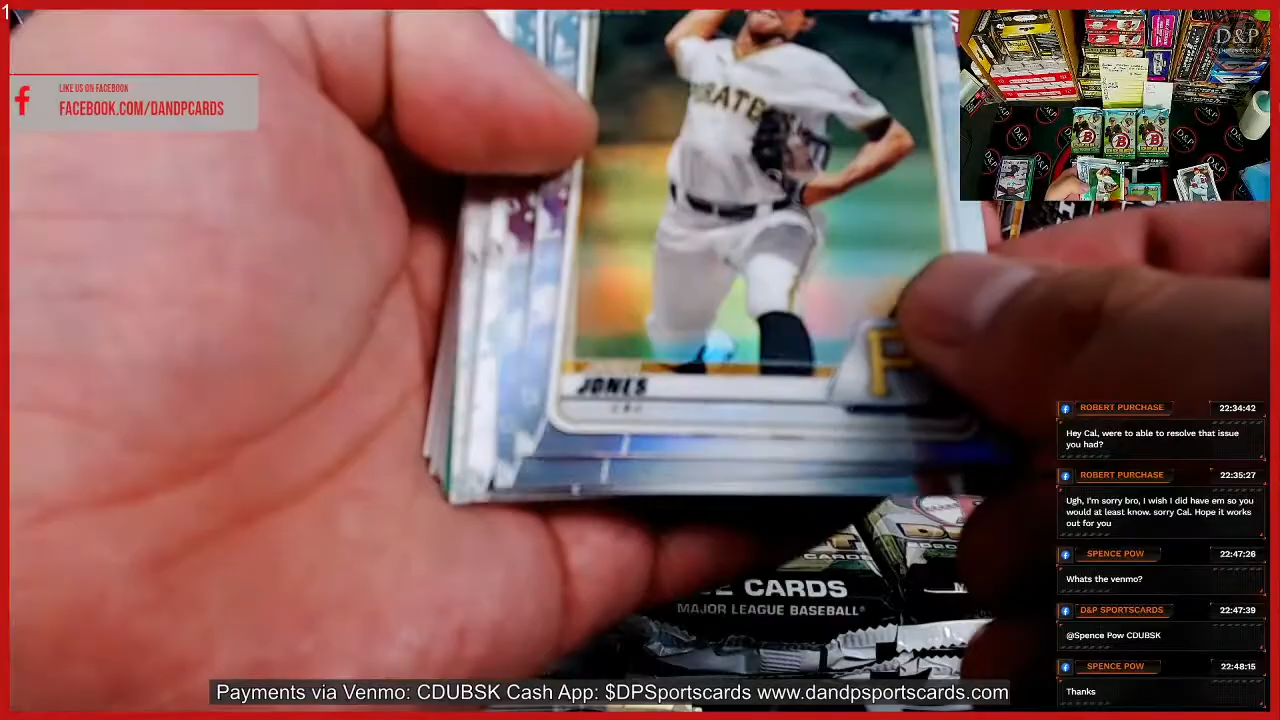 1
LIKE US ON FACEBOOK
FACEBOOK.COM/DANDPCARDS
PIRATE
JONES
P
CARDS
MAJOR LEAGUE BASEBALL®
D&P
ROBERT PURCHASE 22:34:42
Hey Cal, were to able to resolve that issue
you had?
ROBERT PURCHASE 22:35:27
Ugh, I'm sorry bro, I wish I did have em so you
would at least know. sorry Cal. Hope it works
out for you
SPENCE POW 22:47:26
Whats the venmo?
D&P SPORTSCARDS 22:47:39
@Spence Pow CDUBSK
SPENCE POW 22:48:15
Thanks
Payments via Venmo: CDUBSK Cash App: $DPSportscards www.dandpsportscards.com